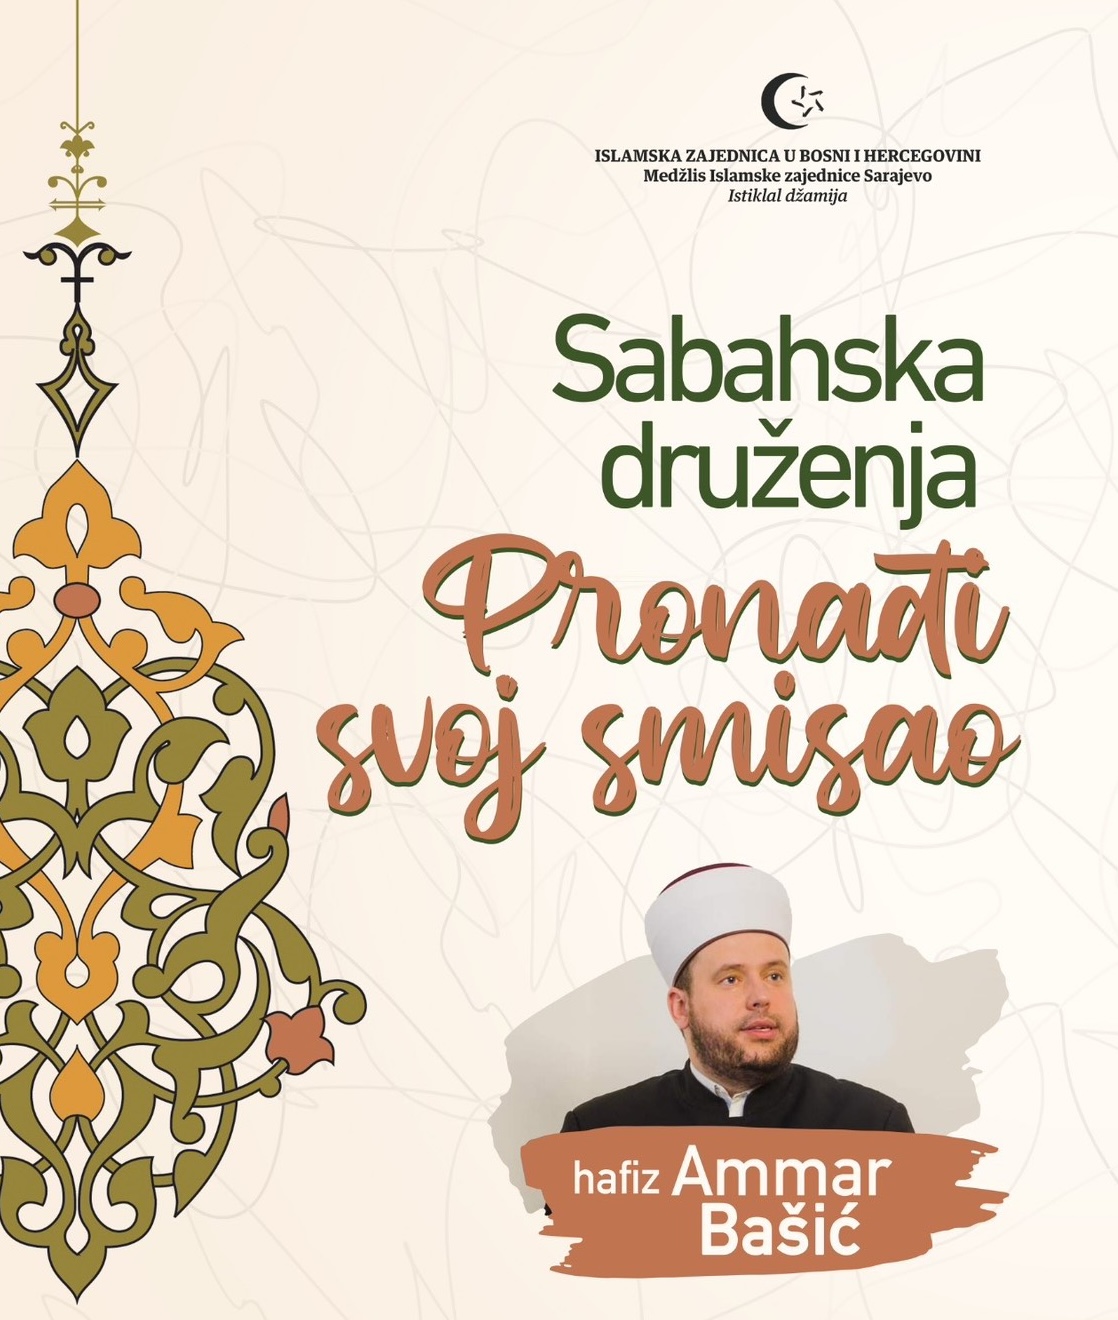 ISLAMSKA ZAJEDNICA U BOSNI I HERCEGOVINI
Medžlis Islamske zajednice Sarajevo
Istiklal džamija
Sabahska
druženja
Pronađi
svoj smisao
hafiz Ammar
Bašić